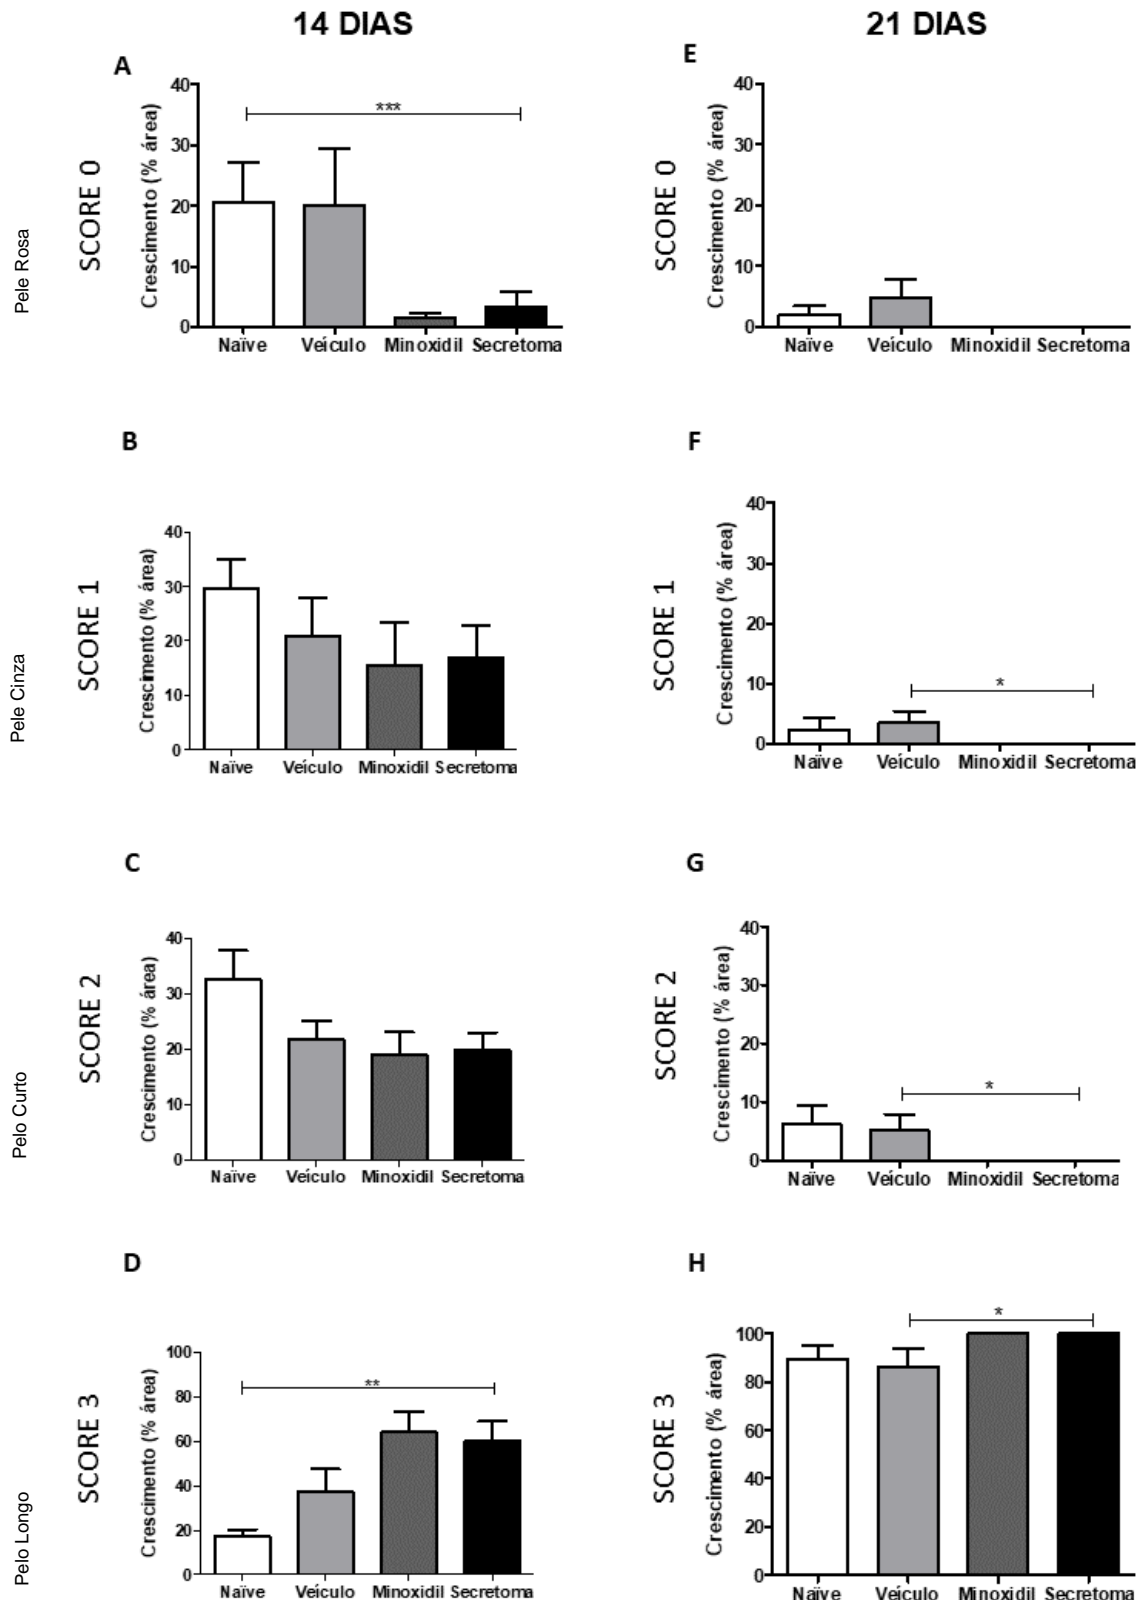 14 DIAS
21 DIAS
A
SCORE 0
Pele Rosa
Crescimento (% área)
40
30
20
10
0
***
Naïve Veículo Minoxidil Secretoma
E
SCORE 0
Crescimento (% área)
40
30
20
10
0
Naïve Veículo Minoxidil Secretoma
B
SCORE 1
Pele Cinza
Crescimento (% área)
40
30
20
10
0
Naïve Veículo Minoxidil Secretoma
F
SCORE 1
Crescimento (% área)
40
30
20
10
0
*
Naïve Veículo Minoxidil Secretoma
C
SCORE 2
Pelo Curto
Crescimento (% área)
40
30
20
10
0
Naïve Veículo Minoxidil Secretoma
G
SCORE 2
Crescimento (% área)
40
30
20
10
0
*
Naïve Veículo Minoxidil Secretoma
D
SCORE 3
Pelo Longo
Crescimento (% área)
100
80
60
40
20
0
**
Naïve Veículo Minoxidil Secretoma
H
SCORE 3
Crescimento (% área)
100
80
60
40
20
0
*
Naïve Veículo Minoxidil Secretoma